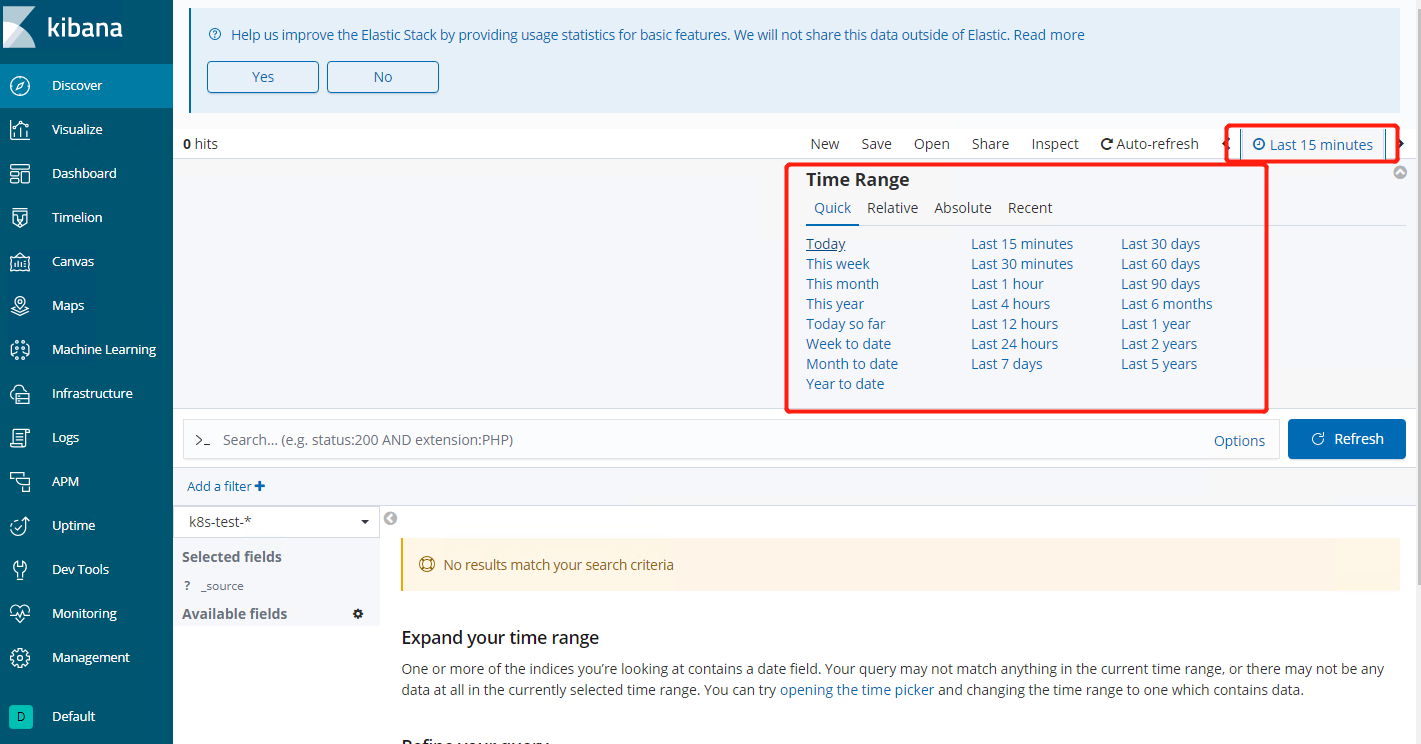 kibana
Discover
Visualize
Dashboard
Timelion
Canvas
Maps
Machine Learning
Infrastructure
Logs
APM
Uptime
Dev Tools
Monitoring
Management
D Default
Help us improve the Elastic Stack by providing usage statistics for basic features. We will not share this data outside of Elastic. Read more
Yes No
0 hits New Save Open Share Inspect Auto-refresh Last 15 minutes
Time Range
Quick Relative Absolute Recent
Today Last 15 minutes Last 30 days
This week Last 30 minutes Last 60 days
This month Last 1 hour Last 90 days
This year Last 4 hours Last 6 months
Today so far Last 12 hours Last 1 year
Week to date Last 24 hours Last 2 years
Month to date Last 7 days Last 5 years
Year to date
>_ Search... (e.g. status:200 AND extension:PHP) Options Refresh
Add a filter +
k8s-test-*
Selected fields
? _source
Available fields
No results match your search criteria
Expand your time range
One or more of the indices you’re looking at contains a date field. Your query may not match anything in the current time range, or there may not be any
data at all in the currently selected time range. You can try opening the time picker and changing the time range to one which contains data.
Refine your query